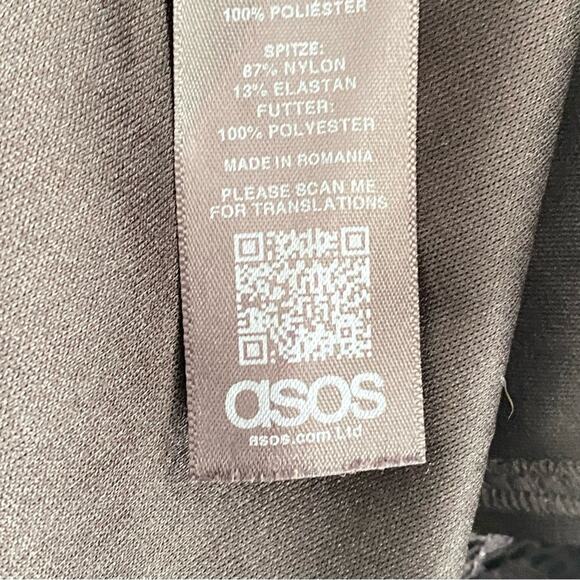 100% POLIÉSTER
SPITZE:
87% NYLON
13% ELASTAN
FUTTER:
100% POLYESTER
MADE IN ROMANIA
PLEASE SCAN ME
FOR TRANSLATIONS
asos
asos.com Ltd